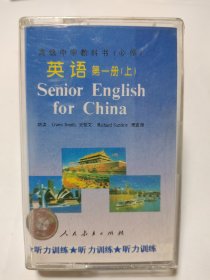 高级中学教科书(必修)
英语 第一册(上)
Senior English
for China
人民教育出版社
听力训练★听力训练★听力训练